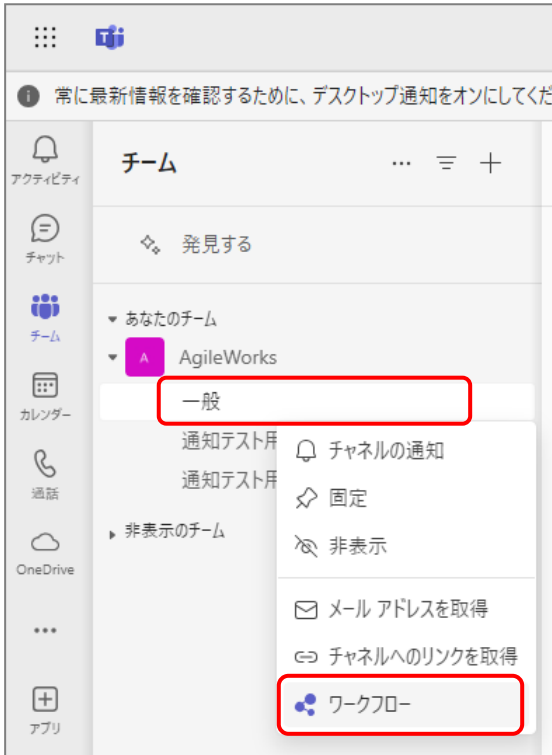 常に最新情報を確認するために、デスクトップ通知をオンにしてくだ
アクティビティ
チャット
チーム
カレンダー
通話
OneDrive
アプリ
チーム
発見する
あなたのチーム
A AgileWorks
一般
通知テスト用
通知テスト用
非表示のチーム
チャネルの通知
固定
非表示
メール アドレスを取得
チャネルへのリンクを取得
ワークフロー